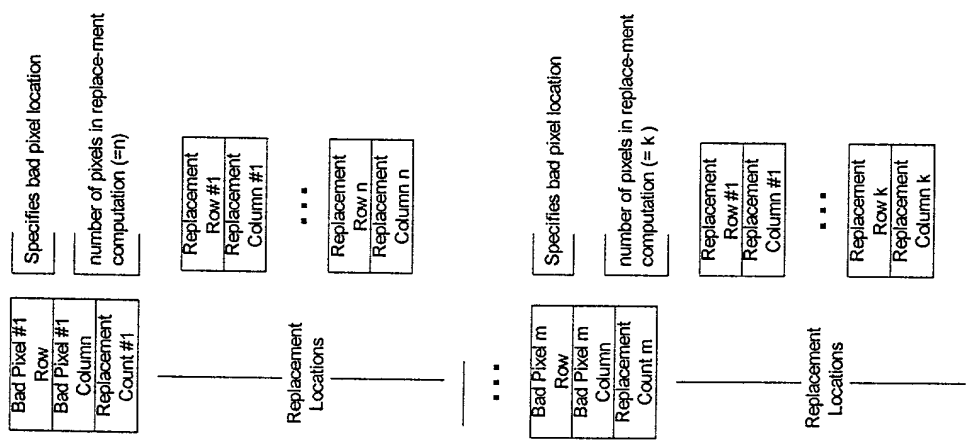 Bad Pixel #1
Row
Bad Pixel #1
Column
Replacement
Count #1
Specifies bad pixel location
number of pixels in replace-ment
computation (=n)
Replacement
Locations
Replacement
Row #1
Replacement
Column #1
...
Replacement
Row n
Replacement
Column n
...
Bad Pixel m
Row
Bad Pixel m
Column
Replacement
Count m
Specifies bad pixel location
number of pixels in replace-ment
computation (= k )
Replacement
Locations
Replacement
Row #1
Replacement
Column #1
...
Replacement
Row k
Replacement
Column k